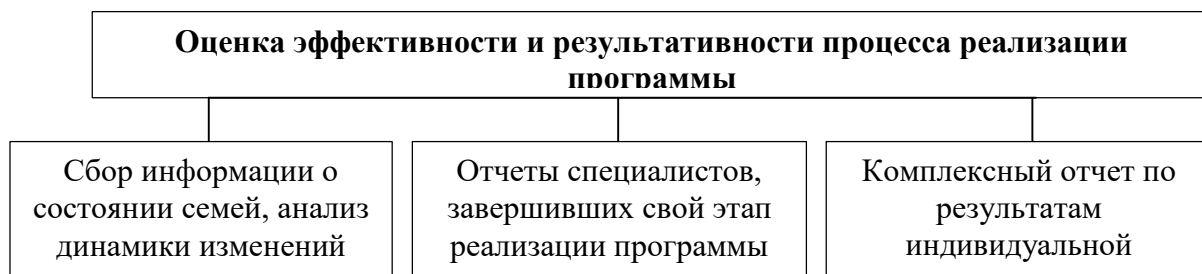 Оценка эффективности и результативности процесса реализации
программы
Сбор информации о
состоянии семей, анализ
динамики изменений
Отчеты специалистов,
завершивших свой этап
реализации программы
Комплексный отчет по
результатам
индивидуальной